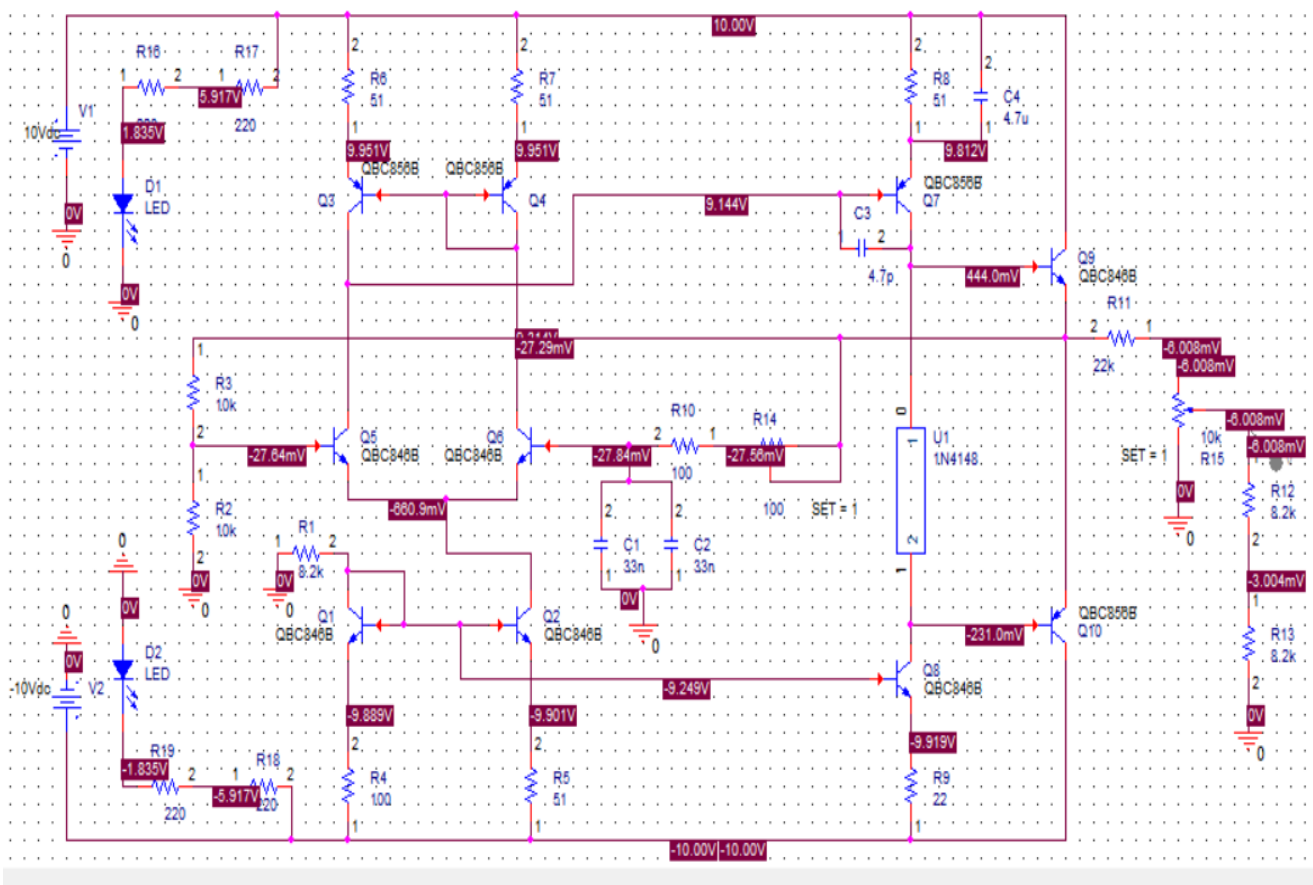 10.00V
R16
R17
1
2
1
2
5.917V
220
220
V1
10Vdc
1.835V
D1
LED
0V
0
0V
0
2
R6
51
1
9.951V
QBC856B
Q3
2
R7
51
1
9.951V
QBC856B
Q4
2
R8
51
1
2
C4
4.7u
1
9.812V
QBC856B
Q7
9.144V
C3
1
2
4.7p
444.0mV
Q9
QBC846B
R11
2
1
22k
-27.29mV
-6.008mV
-6.008mV
-6.008mV
-6.008mV
10k
R15
SET = 1
0V
0
1
R3
10k
2
-27.64mV
Q5
QBC846B
Q6
QBC846B
R10
2
1
100
-27.84mV
R14
-27.56mV
100
SET = 1
0
U1
1
1N4148
2
1
1
R2
10k
2
0V
0
-660.9mV
R1
1
2
8.2k
0V
0
2
C1
33n
1
2
C2
33n
1
0V
0
R12
8.2k
2
-3.004mV
1
R13
8.2k
2
0V
0
0
0V
D2
LED
0
0V
-10Vdc
V2
Q1
QBC846B
Q2
QBC846B
-9.249V
Q8
QBC846B
-231.0mV
QBC856B
Q10
-9.889V
-9.901V
-9.919V
-1.835V
R19
2
220
-5.917V
1
R18
2
220
2
R4
100
1
2
R5
51
1
2
R9
22
1
-10.00V
-10.00V